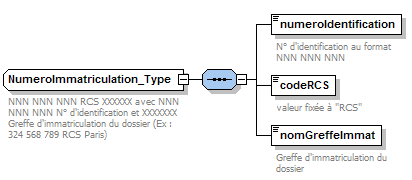 numeroIdentification
N° d'identification au format
NNN NNN NNN
NumeroImmatriculation_Type
NNN NNN NNN RCS XXXXXX avec NNN
NNN NNN N° d'identification et XXXXXXX
Greffe d'immatriculation du dossier (Ex :
324 568 789 RCS Paris)
codeRCS
valeur fixée à "RCS"
nomGreffeImmat
Greffe d'immatriculation du
dossier